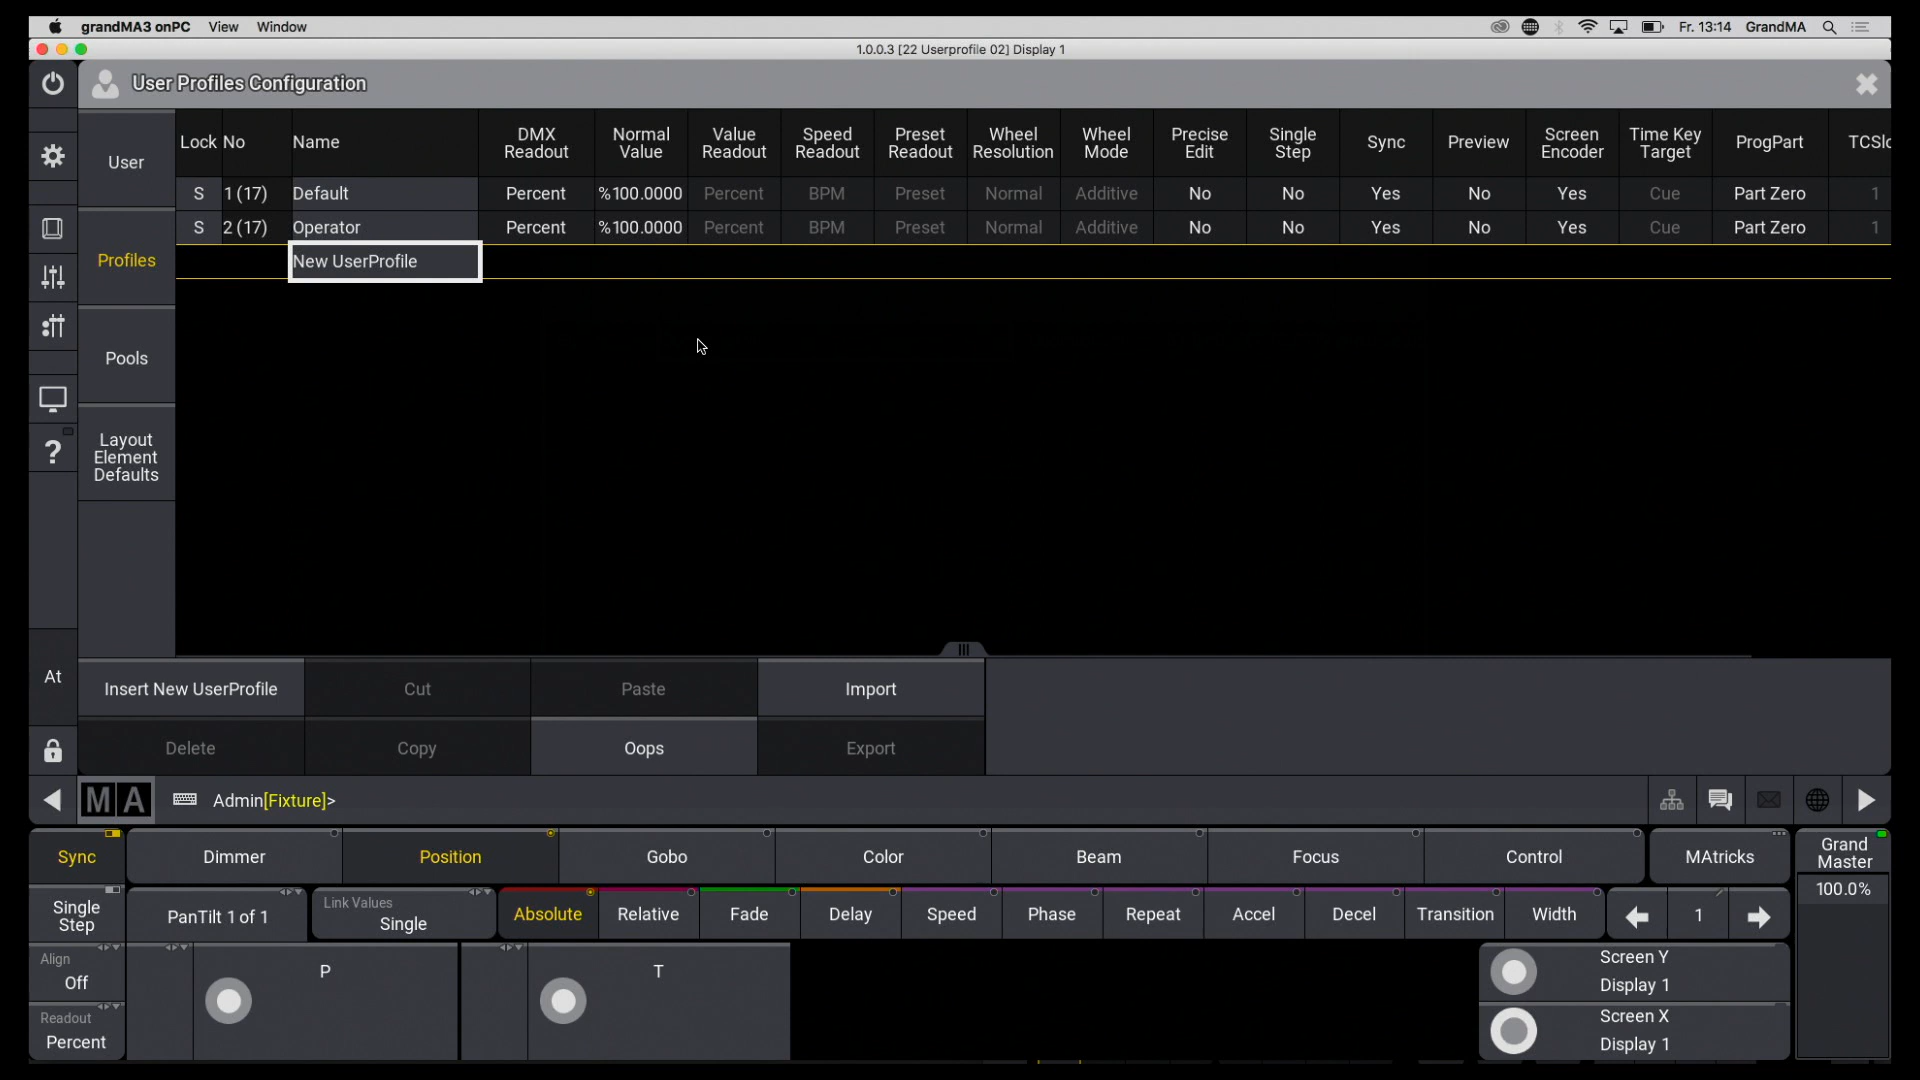 grandMA3 onPC View Window Fr. 13:14 GrandMA
1.0.0.3 [22 Userprofile 02] Display 1
User Profiles Configuration
User
Profiles
Pools
Layout
Element
Defaults
Lock No Name DMX Readout Normal Value Value Readout Speed Readout Preset Readout Wheel Resolution Wheel Mode Precise Edit Single Step Sync Preview Screen Encoder Time Key Target ProgPart TCSlo
S 1 (17) Default Percent %100.0000 Percent BPM Preset Normal Additive No No Yes No Yes Cue Part Zero 1
S 2 (17) Operator Percent %100.0000 Percent BPM Preset Normal Additive No No Yes No Yes Cue Part Zero 1
New UserProfile
?
At
Insert New UserProfile Cut Paste Import
Delete Copy Oops Export
MA Admin[Fixture]>
Sync Dimmer Position Gobo Color Beam Focus Control MAtricks Grand Master
100.0%
Single Step PanTilt 1 of 1 Link Values Single Absolute Relative Fade Delay Speed Phase Repeat Accel Decel Transition Width 1
Align
Off
P T
Screen Y
Display 1
Readout
Percent
Screen X
Display 1